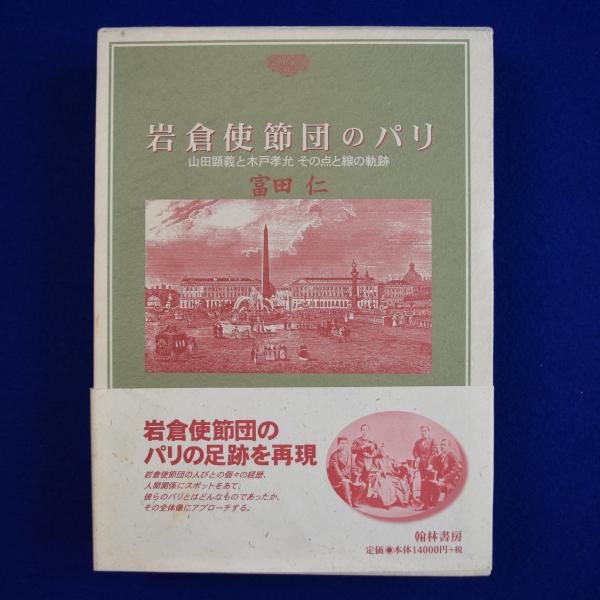 岩倉使節団のパリ
山田顕義と木戸孝允 その点と線の軌跡
富田 仁
岩倉使節団の
パリの足跡を再現
岩倉使節団の人びとの個々の経歴、
人間関係にスポットをあて、
彼らのパリとはどんなものであったか、
その全体像にアプローチする。
翰林書房
定価◉本体14000円+税